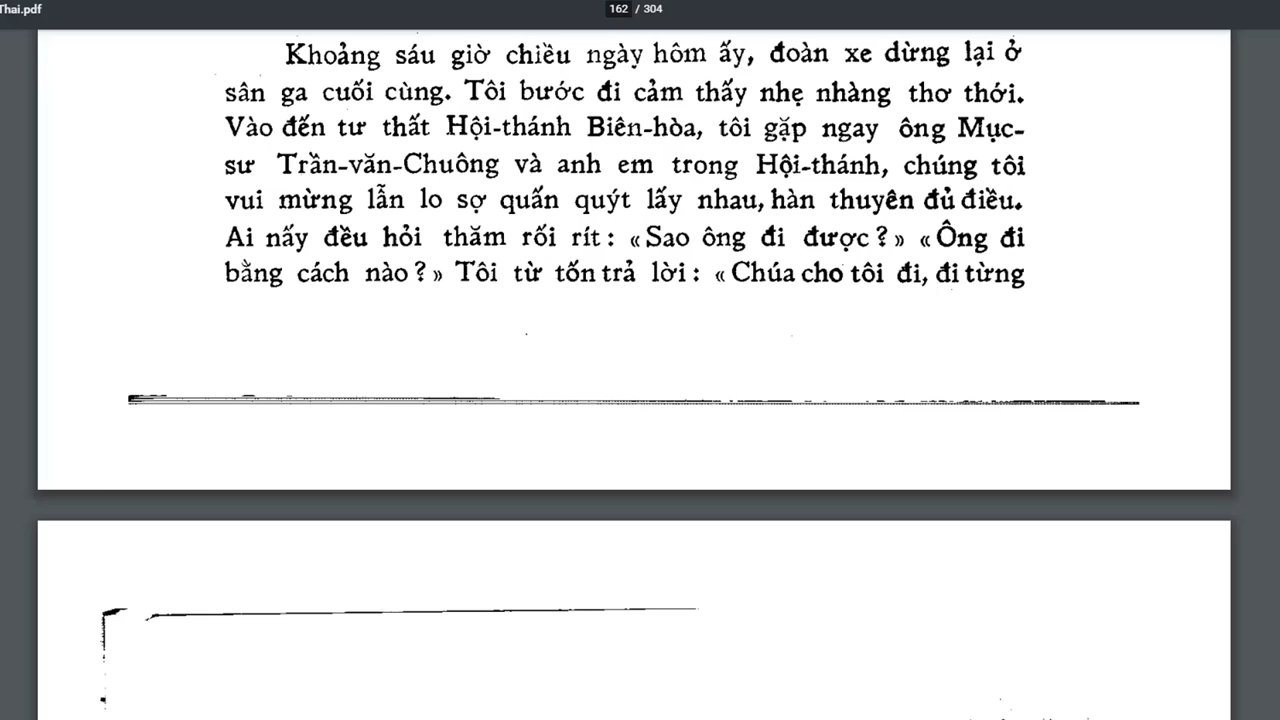 Thai.pdf
162 / 304
Khoảng sáu giờ chiều ngày hôm ấy, đoàn xe dừng lại ở
sân ga cuối cùng. Tôi bước đi cảm thấy nhẹ nhàng thơ thới.
Vào đến tư thất Hội-thánh Biên-hòa, tôi gặp ngay ông Mục-
sư Trần-văn-Chuông và anh em trong Hội-thánh, chúng tôi
vui mừng lẫn lo sợ quấn quýt lấy nhau, hàn thuyên đủ điều.
Ai nấy đều hỏi thăm rối rít : «Sao ông đi được ?» «Ông đi
bằng cách nào ?» Tôi từ tốn trả lời : «Chúa cho tôi đi, đi từng